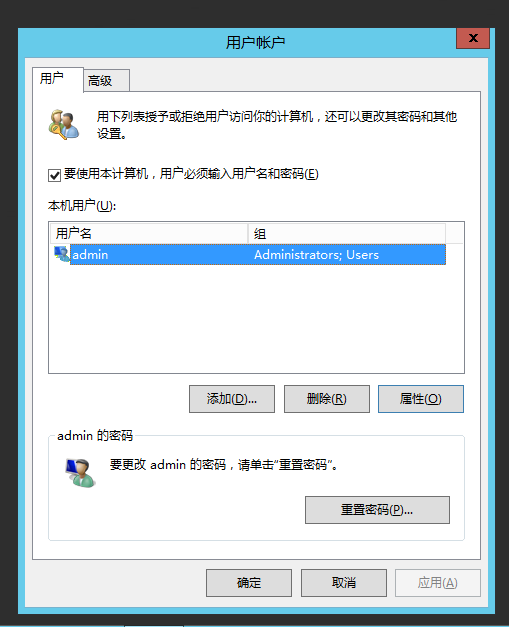 用户帐户
x
用户
高级
用下列表授予或拒绝用户访问你的计算机，还可以更改其密码和其他
设置。
要使用本计算机，用户必须输入用户名和密码(E)
本机用户(U):
用户名 组
admin Administrators; Users
添加(D)... 删除(R) 属性(O)
admin 的密码
要更改 admin 的密码，请单击"重置密码"。
重置密码(P)...
确定 取消 应用(A)